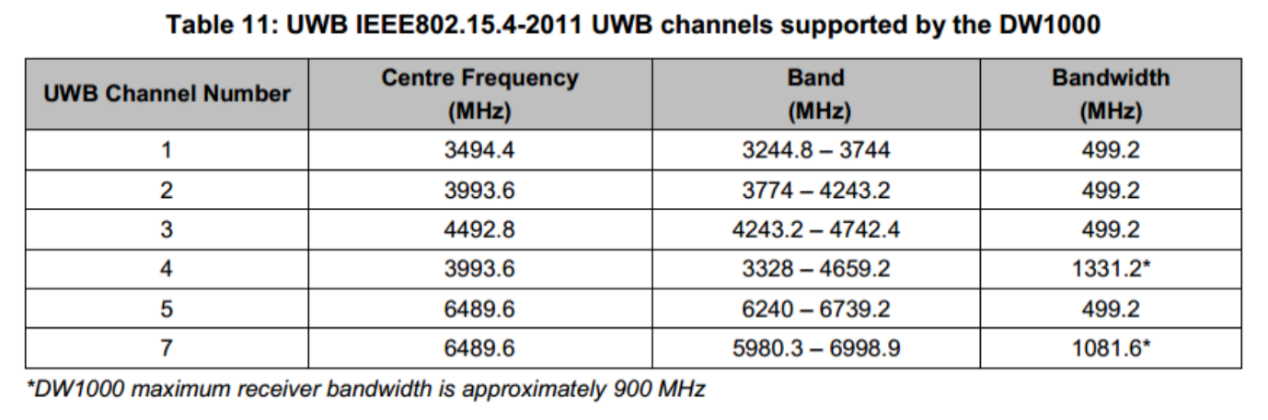 Table 11: UWB IEEE802.15.4-2011 UWB channels supported by the DW1000
UWB Channel Number | Centre Frequency (MHz) | Band (MHz) | Bandwidth (MHz)
1 | 3494.4 | 3244.8 – 3744 | 499.2
2 | 3993.6 | 3774 – 4243.2 | 499.2
3 | 4492.8 | 4243.2 – 4742.4 | 499.2
4 | 3993.6 | 3328 – 4659.2 | 1331.2*
5 | 6489.6 | 6240 – 6739.2 | 499.2
7 | 6489.6 | 5980.3 – 6998.9 | 1081.6*
*DW1000 maximum receiver bandwidth is approximately 900 MHz